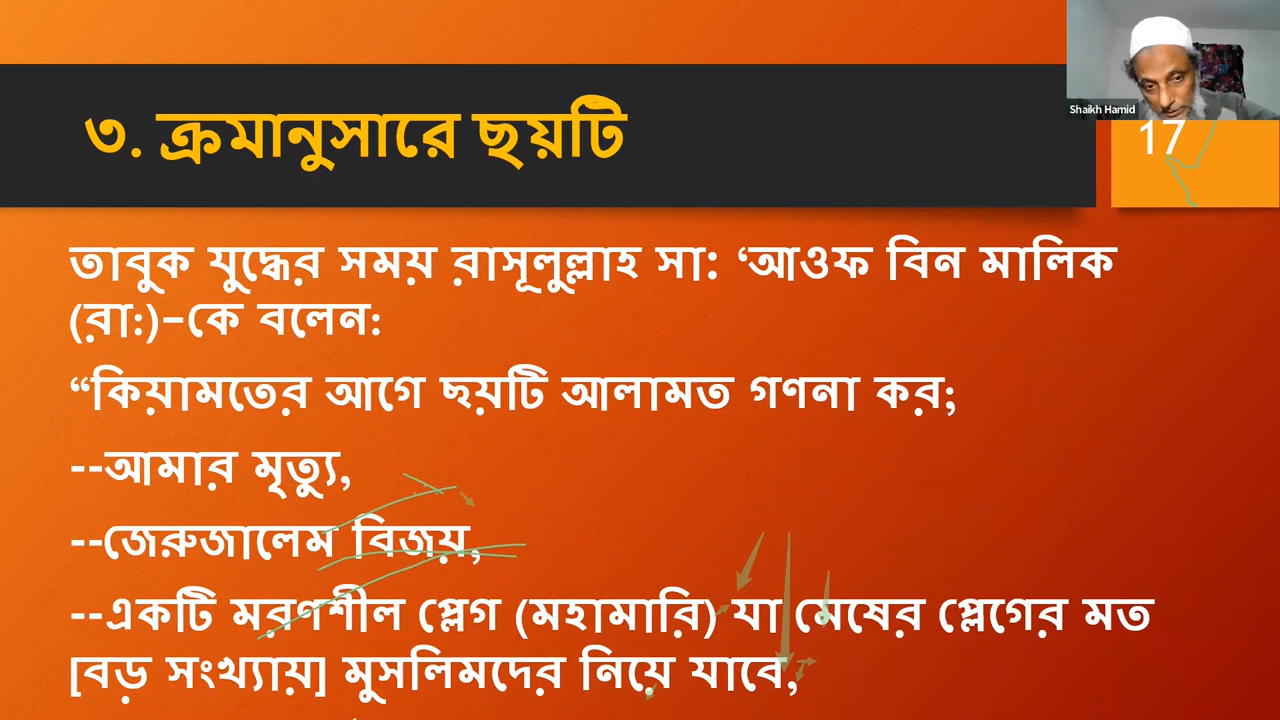 Shaikh Hamid
৩. ক্রমানুসারে ছয়টি
17
তাবুক যুদ্ধের সময় রাসূলুল্লাহ সা: ‘আওফ বিন মালিক
(রা:)–কে বলেন:
“কিয়ামতের আগে ছয়টি আলামত গণনা কর;
--আমার মৃত্যু,
--জেরুজালেম বিজয়,
--একটি মরণশীল প্লেগ (মহামারি) যা মেষের প্লেগের মত
[বড় সংখ্যায়] মুসলিমদের নিয়ে যাবে,